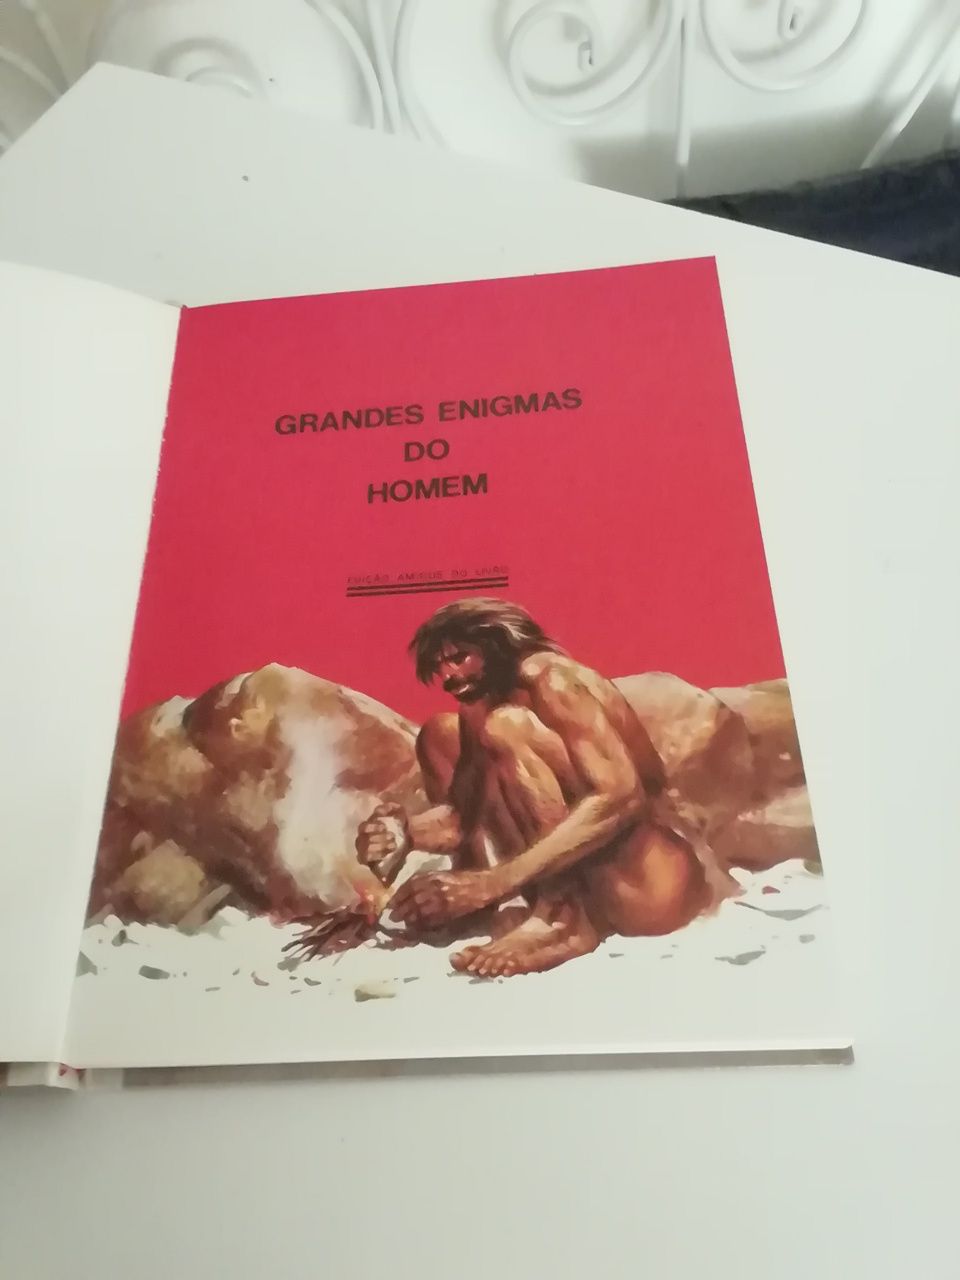 GRANDES ENIGMAS
DO
HOMEM
EDIÇÃO AMIGOS DO LIVRO